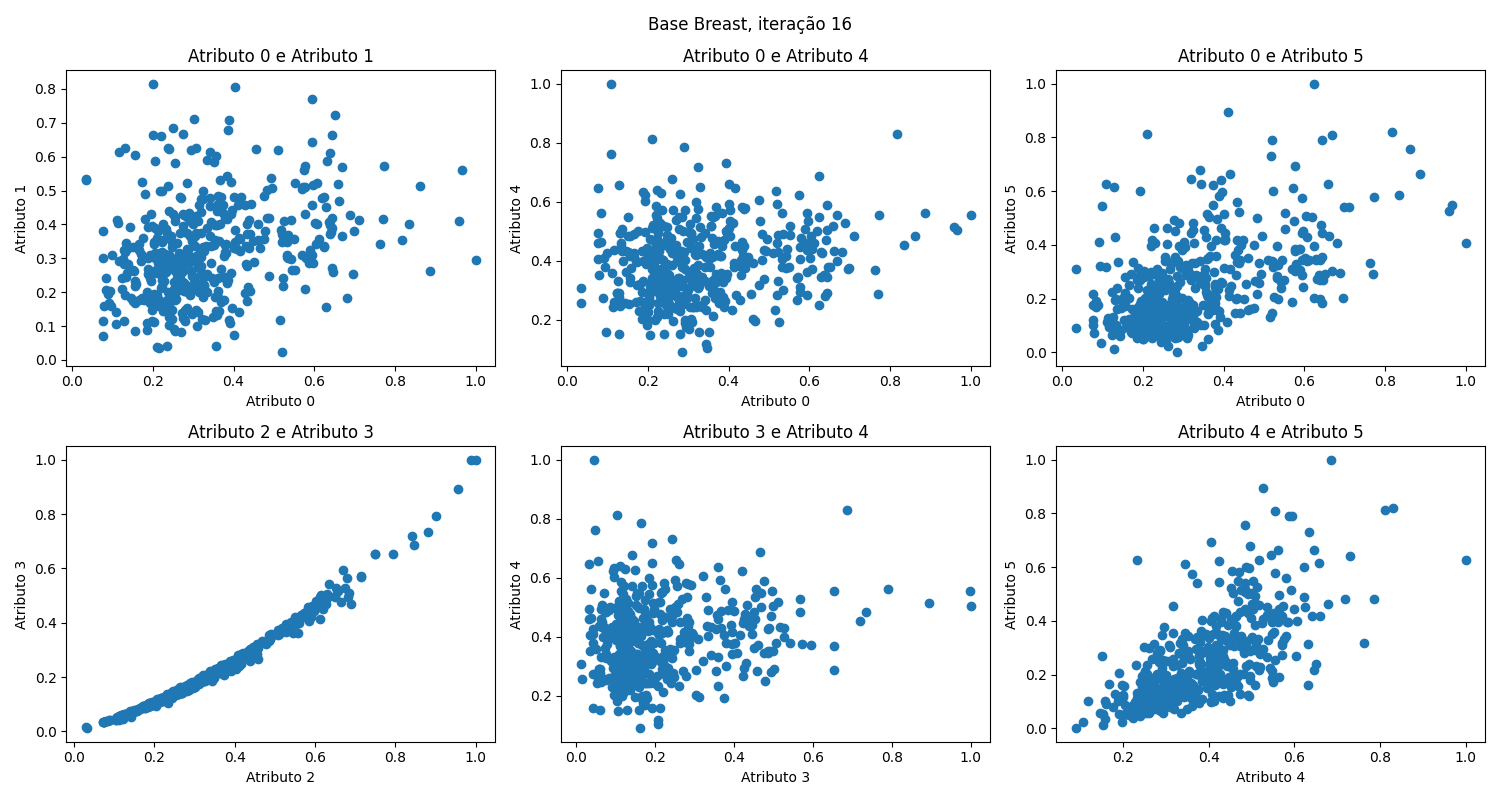 Base Breast, iteração 16
Atributo 0 e Atributo 1
Atributo 1
0.8
0.7
0.6
0.5
0.4
0.3
0.2
0.1
0.0
0.0 0.2 0.4 0.6 0.8 1.0
Atributo 0
Atributo 0 e Atributo 4
Atributo 4
1.0
0.8
0.6
0.4
0.2
0.0 0.2 0.4 0.6 0.8 1.0
Atributo 0
Atributo 0 e Atributo 5
Atributo 5
1.0
0.8
0.6
0.4
0.2
0.0
0.0 0.2 0.4 0.6 0.8 1.0
Atributo 0
Atributo 2 e Atributo 3
Atributo 3
1.0
0.8
0.6
0.4
0.2
0.0
0.0 0.2 0.4 0.6 0.8 1.0
Atributo 2
Atributo 3 e Atributo 4
Atributo 4
1.0
0.8
0.6
0.4
0.2
0.0 0.2 0.4 0.6 0.8 1.0
Atributo 3
Atributo 4 e Atributo 5
Atributo 5
1.0
0.8
0.6
0.4
0.2
0.0
0.2 0.4 0.6 0.8 1.0
Atributo 4